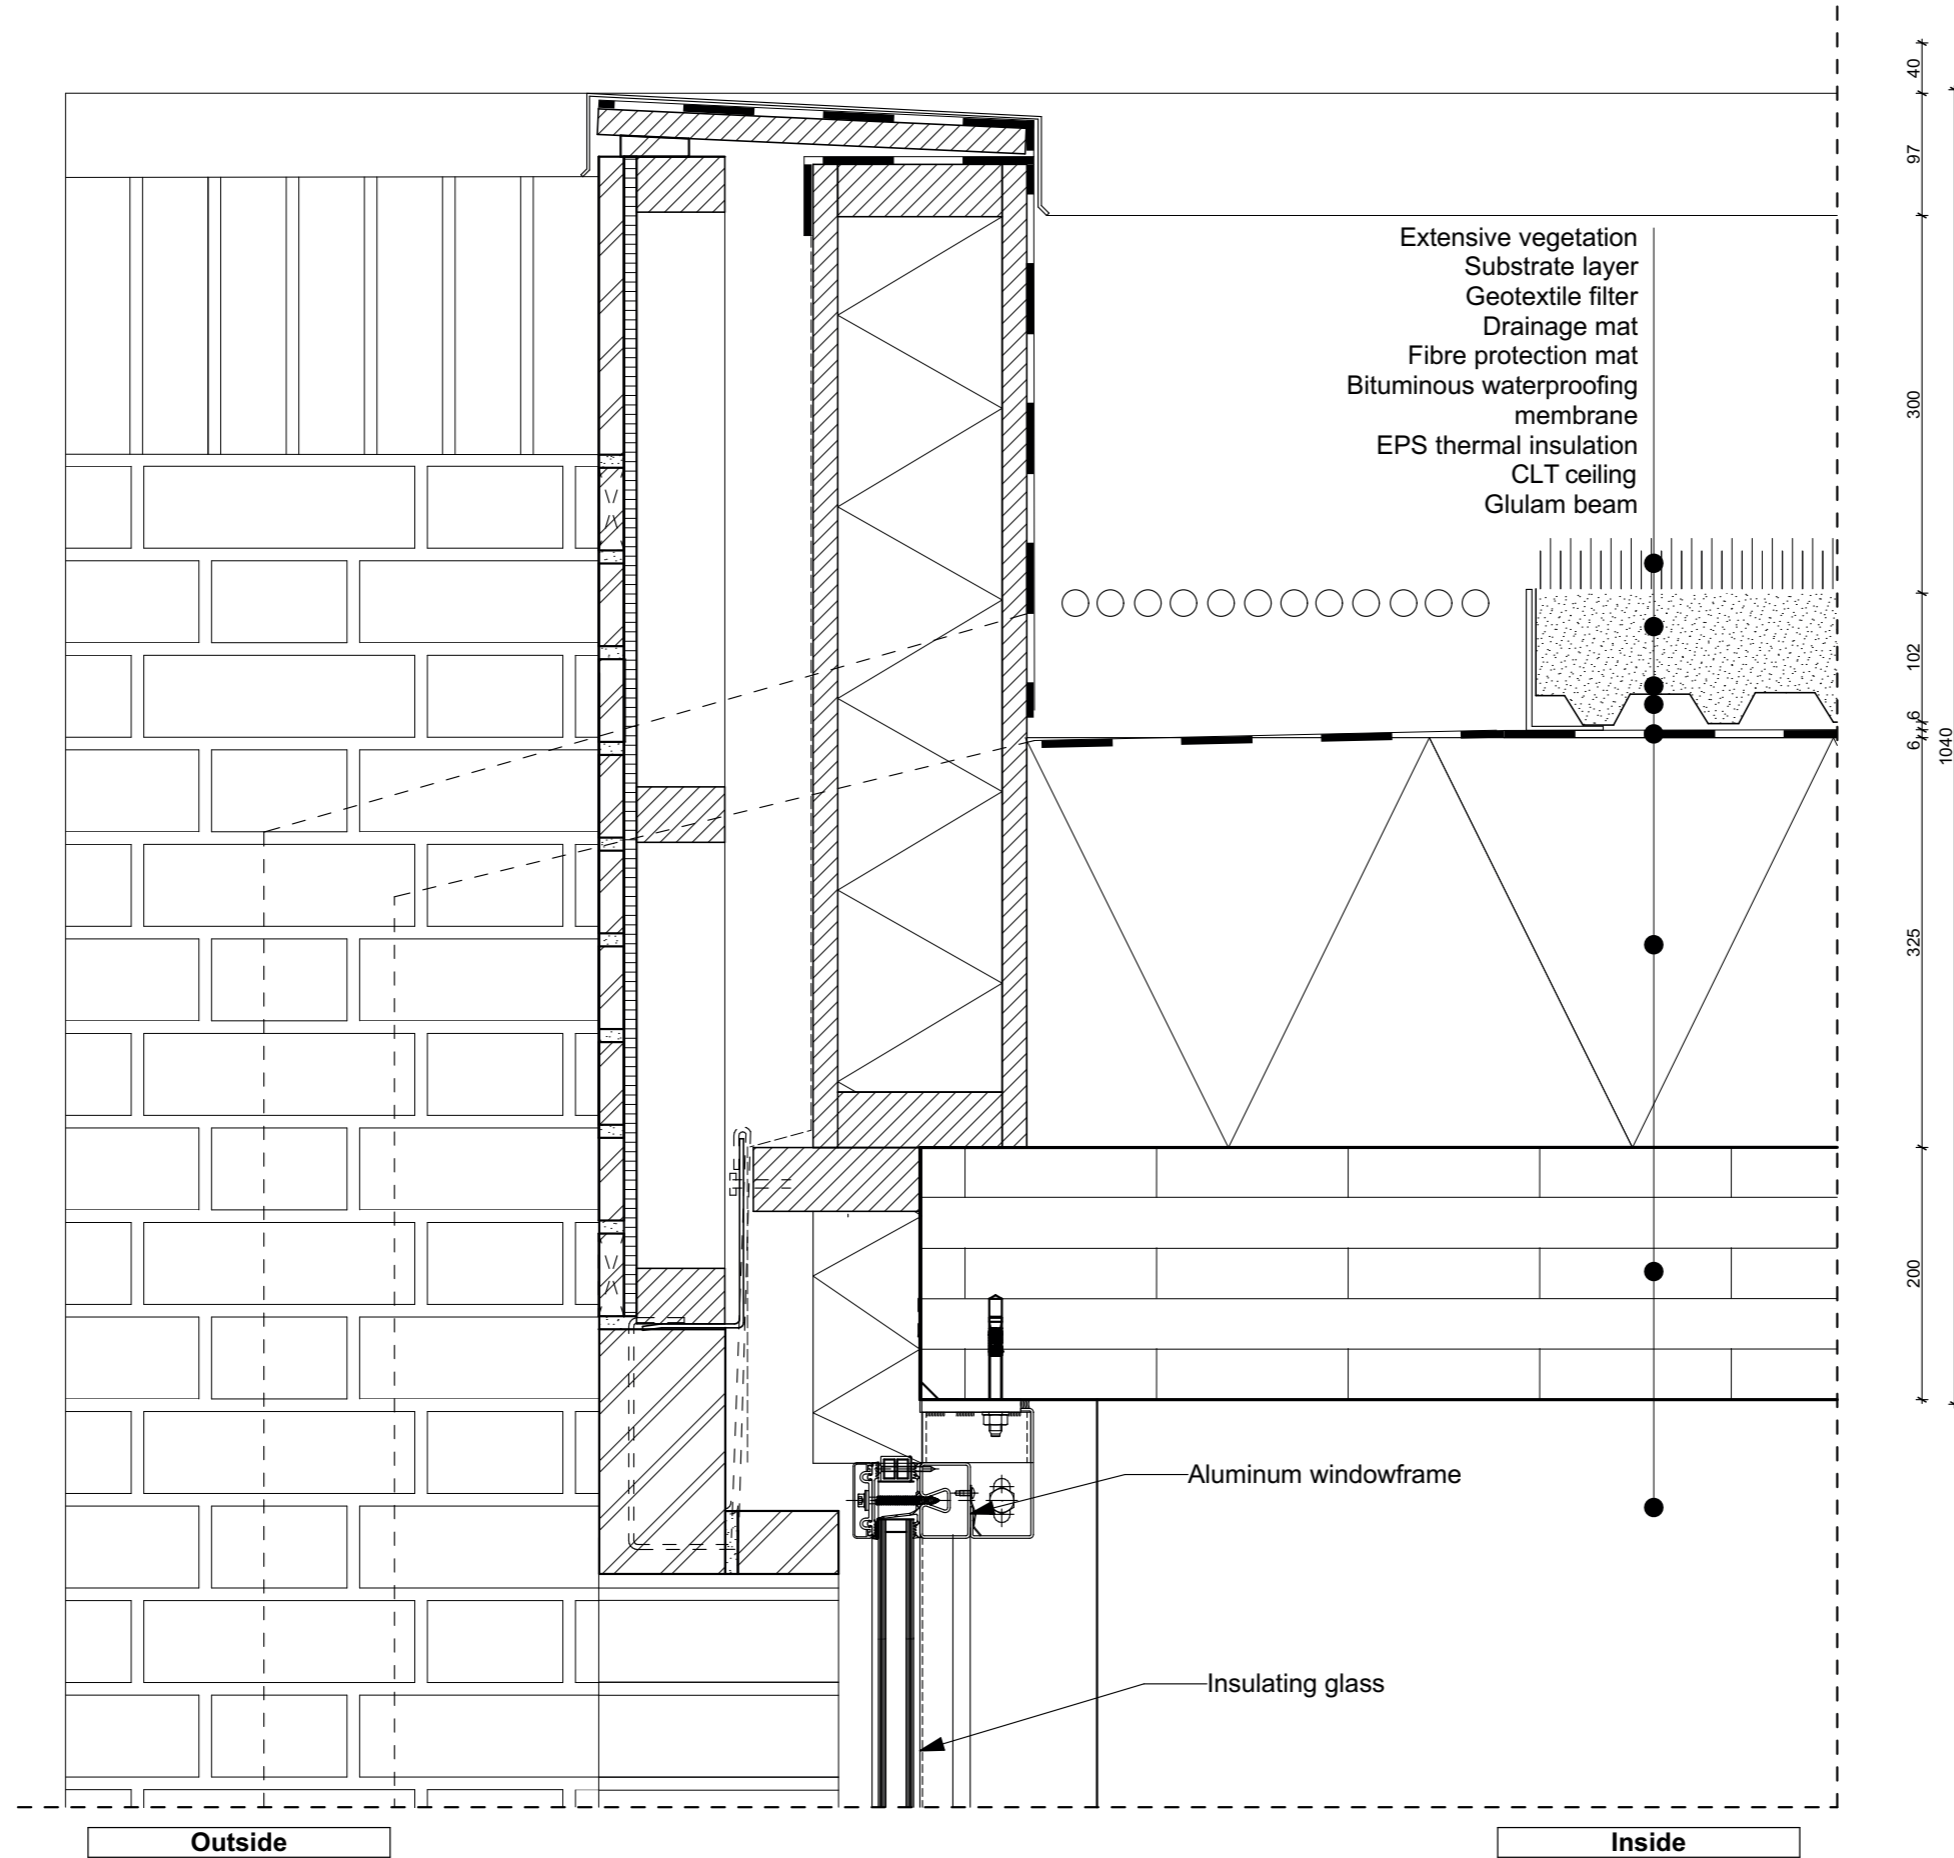 40
97
Extensive vegetation
Substrate layer
Geotextile filter
Drainage mat
Fibre protection mat
Bituminous waterproofing
membrane
EPS thermal insulation
CLT ceiling
Glulam beam
300
102
6
6
1040
325
200
Aluminum windowframe
Insulating glass
Outside
Inside